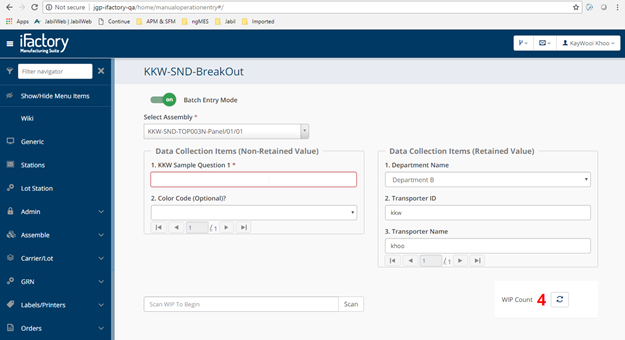 Not secure | jgp-ifactory-qa/home/manualoperationentry#/
Apps JabilWeb | JabilWeb Continue APM & SFM ngMES Jabil Imported
iFactory
Manufacturing Suite
KayWooi Khoo
Filter navigator
KKW-SND-BreakOut
Show/Hide Menu Items
on Batch Entry Mode
Wiki
Select Assembly *
Generic
KKW-SND-TOP003N-Panel/01/01
Stations
Data Collection Items (Non-Retained Value)
Data Collection Items (Retained Value)
1. KKW Sample Question 1 *
1. Department Name
Lot Station
Department B
Admin
2. Color Code (Optional)?
2. Transporter ID
kkw
Assemble
1 / 1
3. Transporter Name
Carrier/Lot
khoo
1 / 1
GRN
Labels/Printers
Scan WIP To Begin Scan
WIP Count 4
Orders